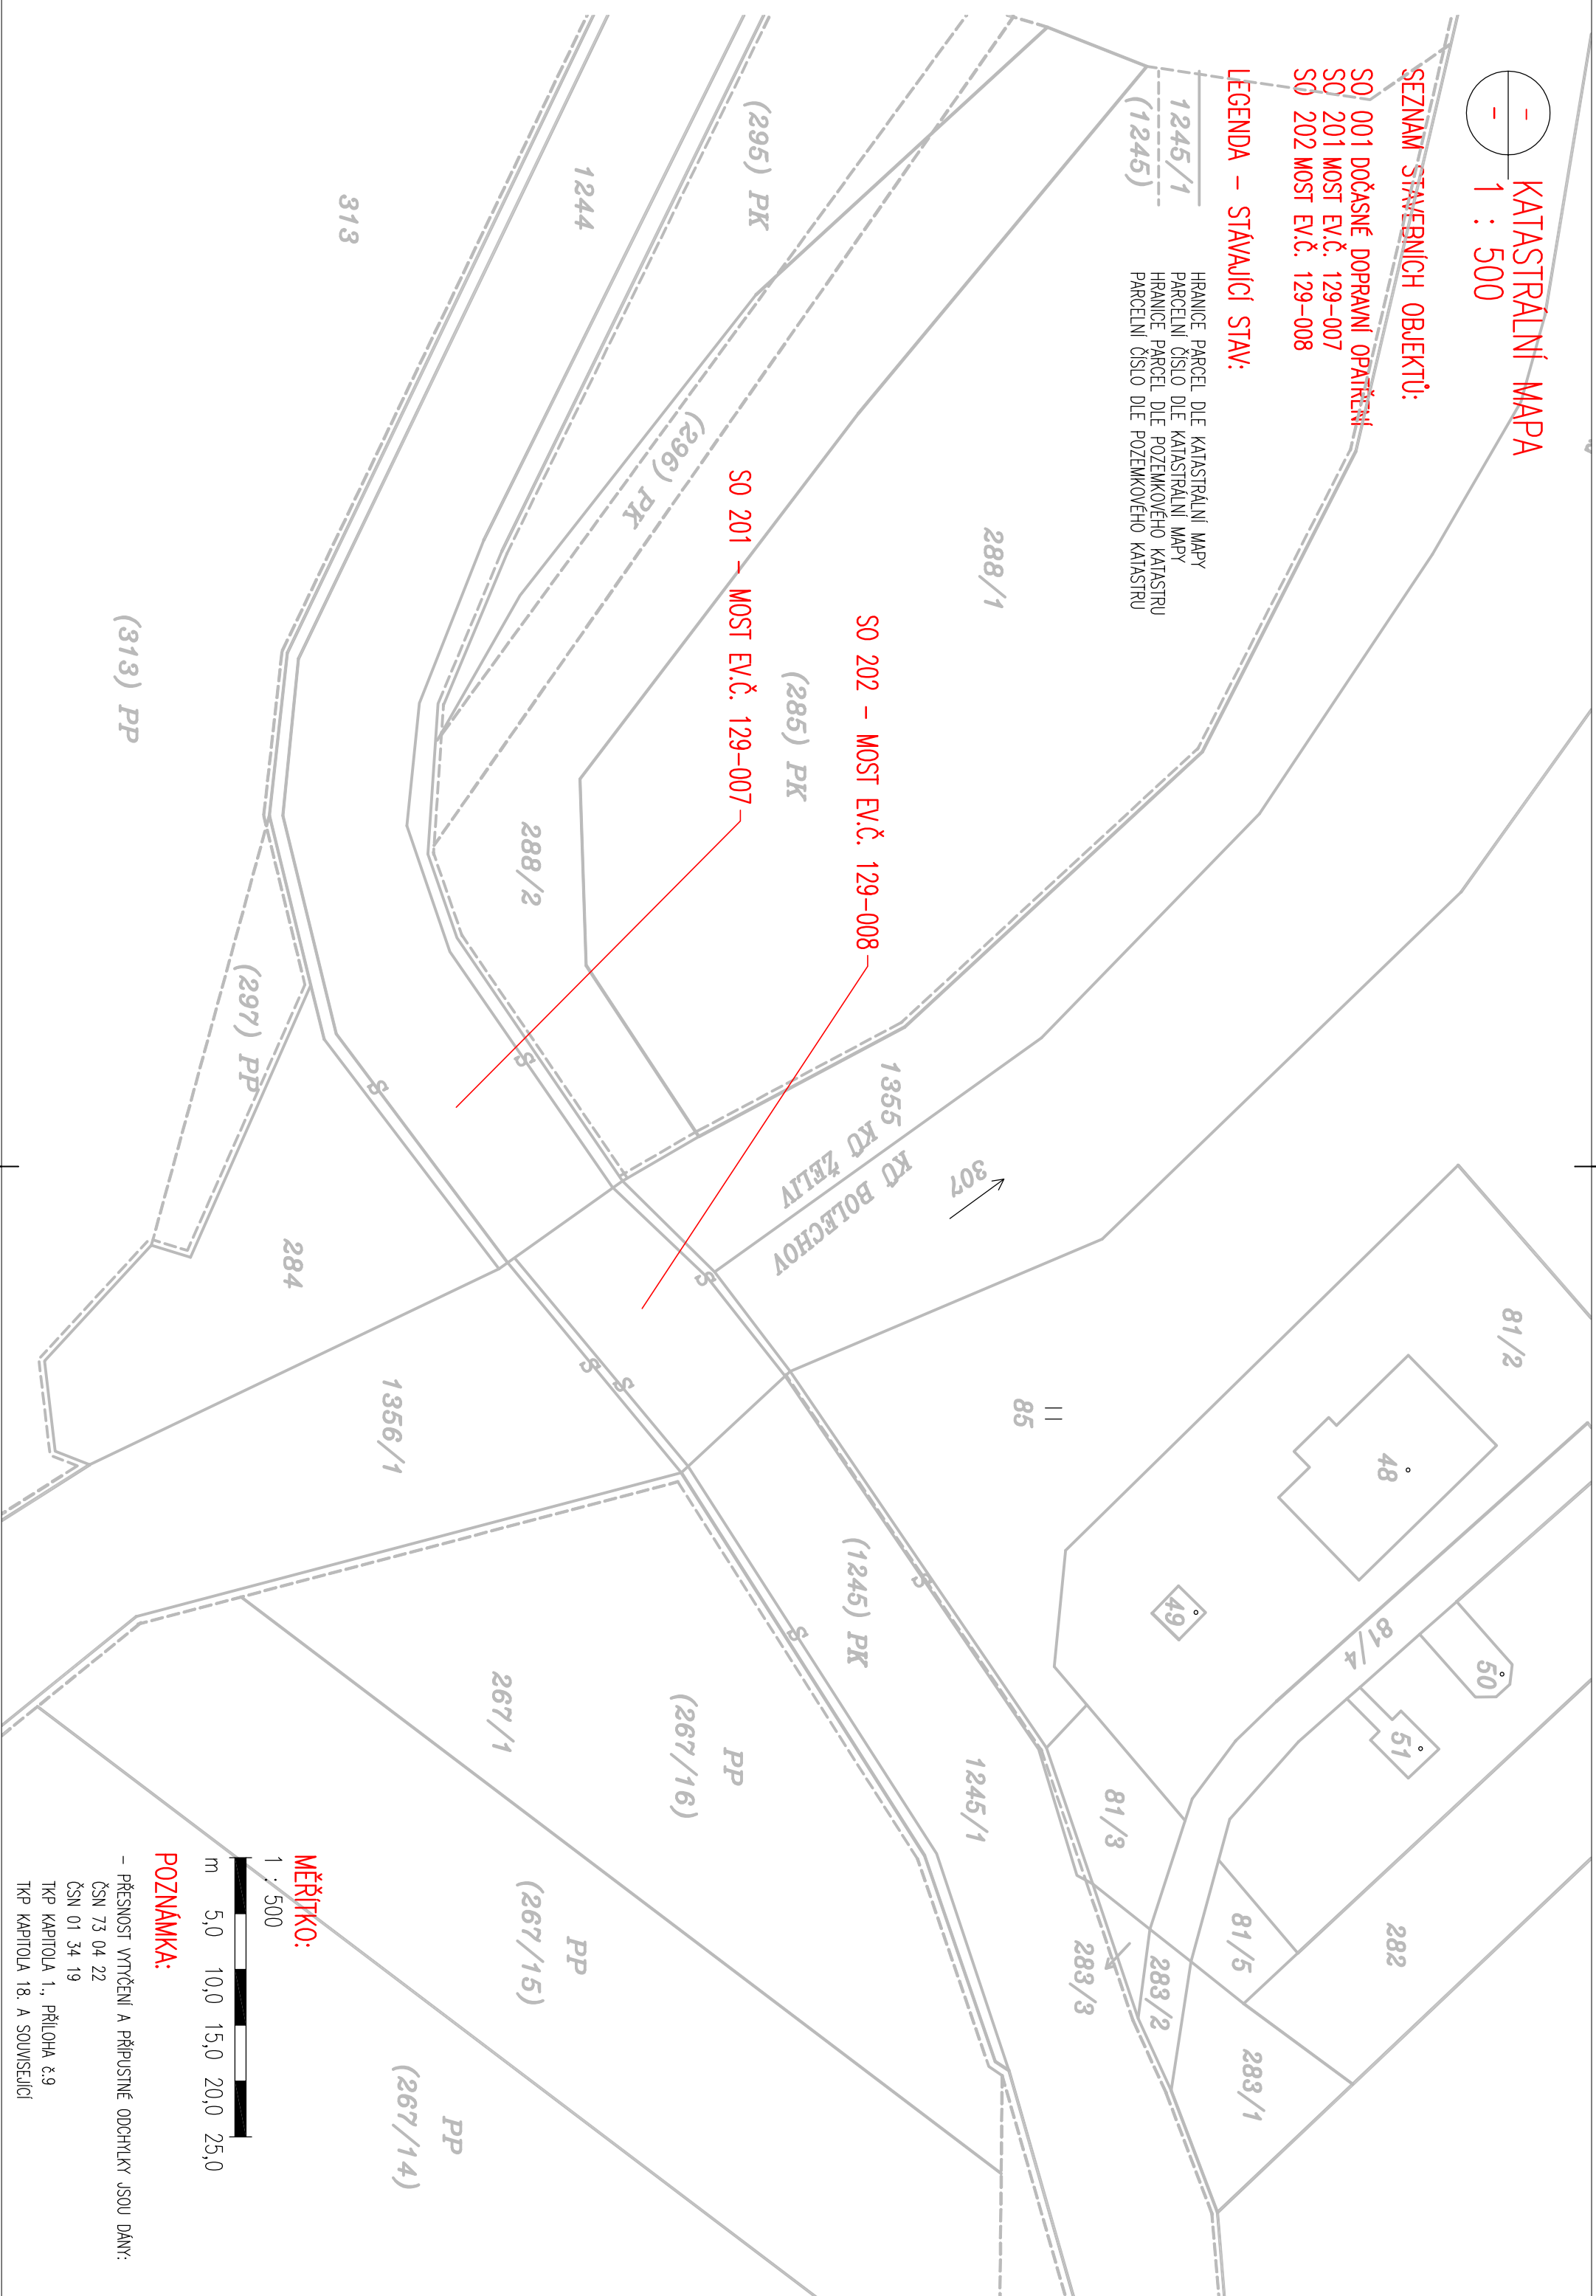 KATASTRÁLNÍ MAPA
1 : 500
SEZNAM STAVEBNÍCH OBJEKTŮ:
SO 001 DOČASNÉ DOPRAVNÍ OPATŘENÍ
SO 201 MOST EV.Č. 129-007
SO 202 MOST EV.Č. 129-008
LEGENDA - STÁVAJÍCÍ STAV:
1245/1
(1245)
HRANICE PARCEL DLE KATASTRÁLNÍ MAPY
PARCELNÍ ČÍSLO DLE KATASTRÁLNÍ MAPY
HRANICE PARCEL DLE POZEMKOVÉHO KATASTRU
PARCELNÍ ČÍSLO DLE POZEMKOVÉHO KATASTRU
81/2
48
50
51
81/4
49
85
282
81/5
283/1
283/2
283/3
81/3
1245/1
288/1
307
1355
KÚ ŽELIV
KÚ BOLECHOV
SO 202 - MOST EV.Č. 129-008
(285) PK
SO 201 - MOST EV.Č. 129-007
(295) PK
(296) PK
1244
288/2
(1245) PK
PP
(267/16)
267/1
PP
(267/15)
PP
(267/14)
313
1356/1
284
(297) PP
(313) PP
MĚŘÍTKO:
1 : 500
m 5,0 10,0 15,0 20,0 25,0
POZNÁMKA:
- PŘESNOST VYTYČENÍ A PŘÍPUSTNÉ ODCHYLKY JSOU DÁNY:
ČSN 73 04 22
ČSN 01 34 19
TKP KAPITOLA 1., PŘÍLOHA č.9
TKP KAPITOLA 18. A SOUVISEJÍCÍ